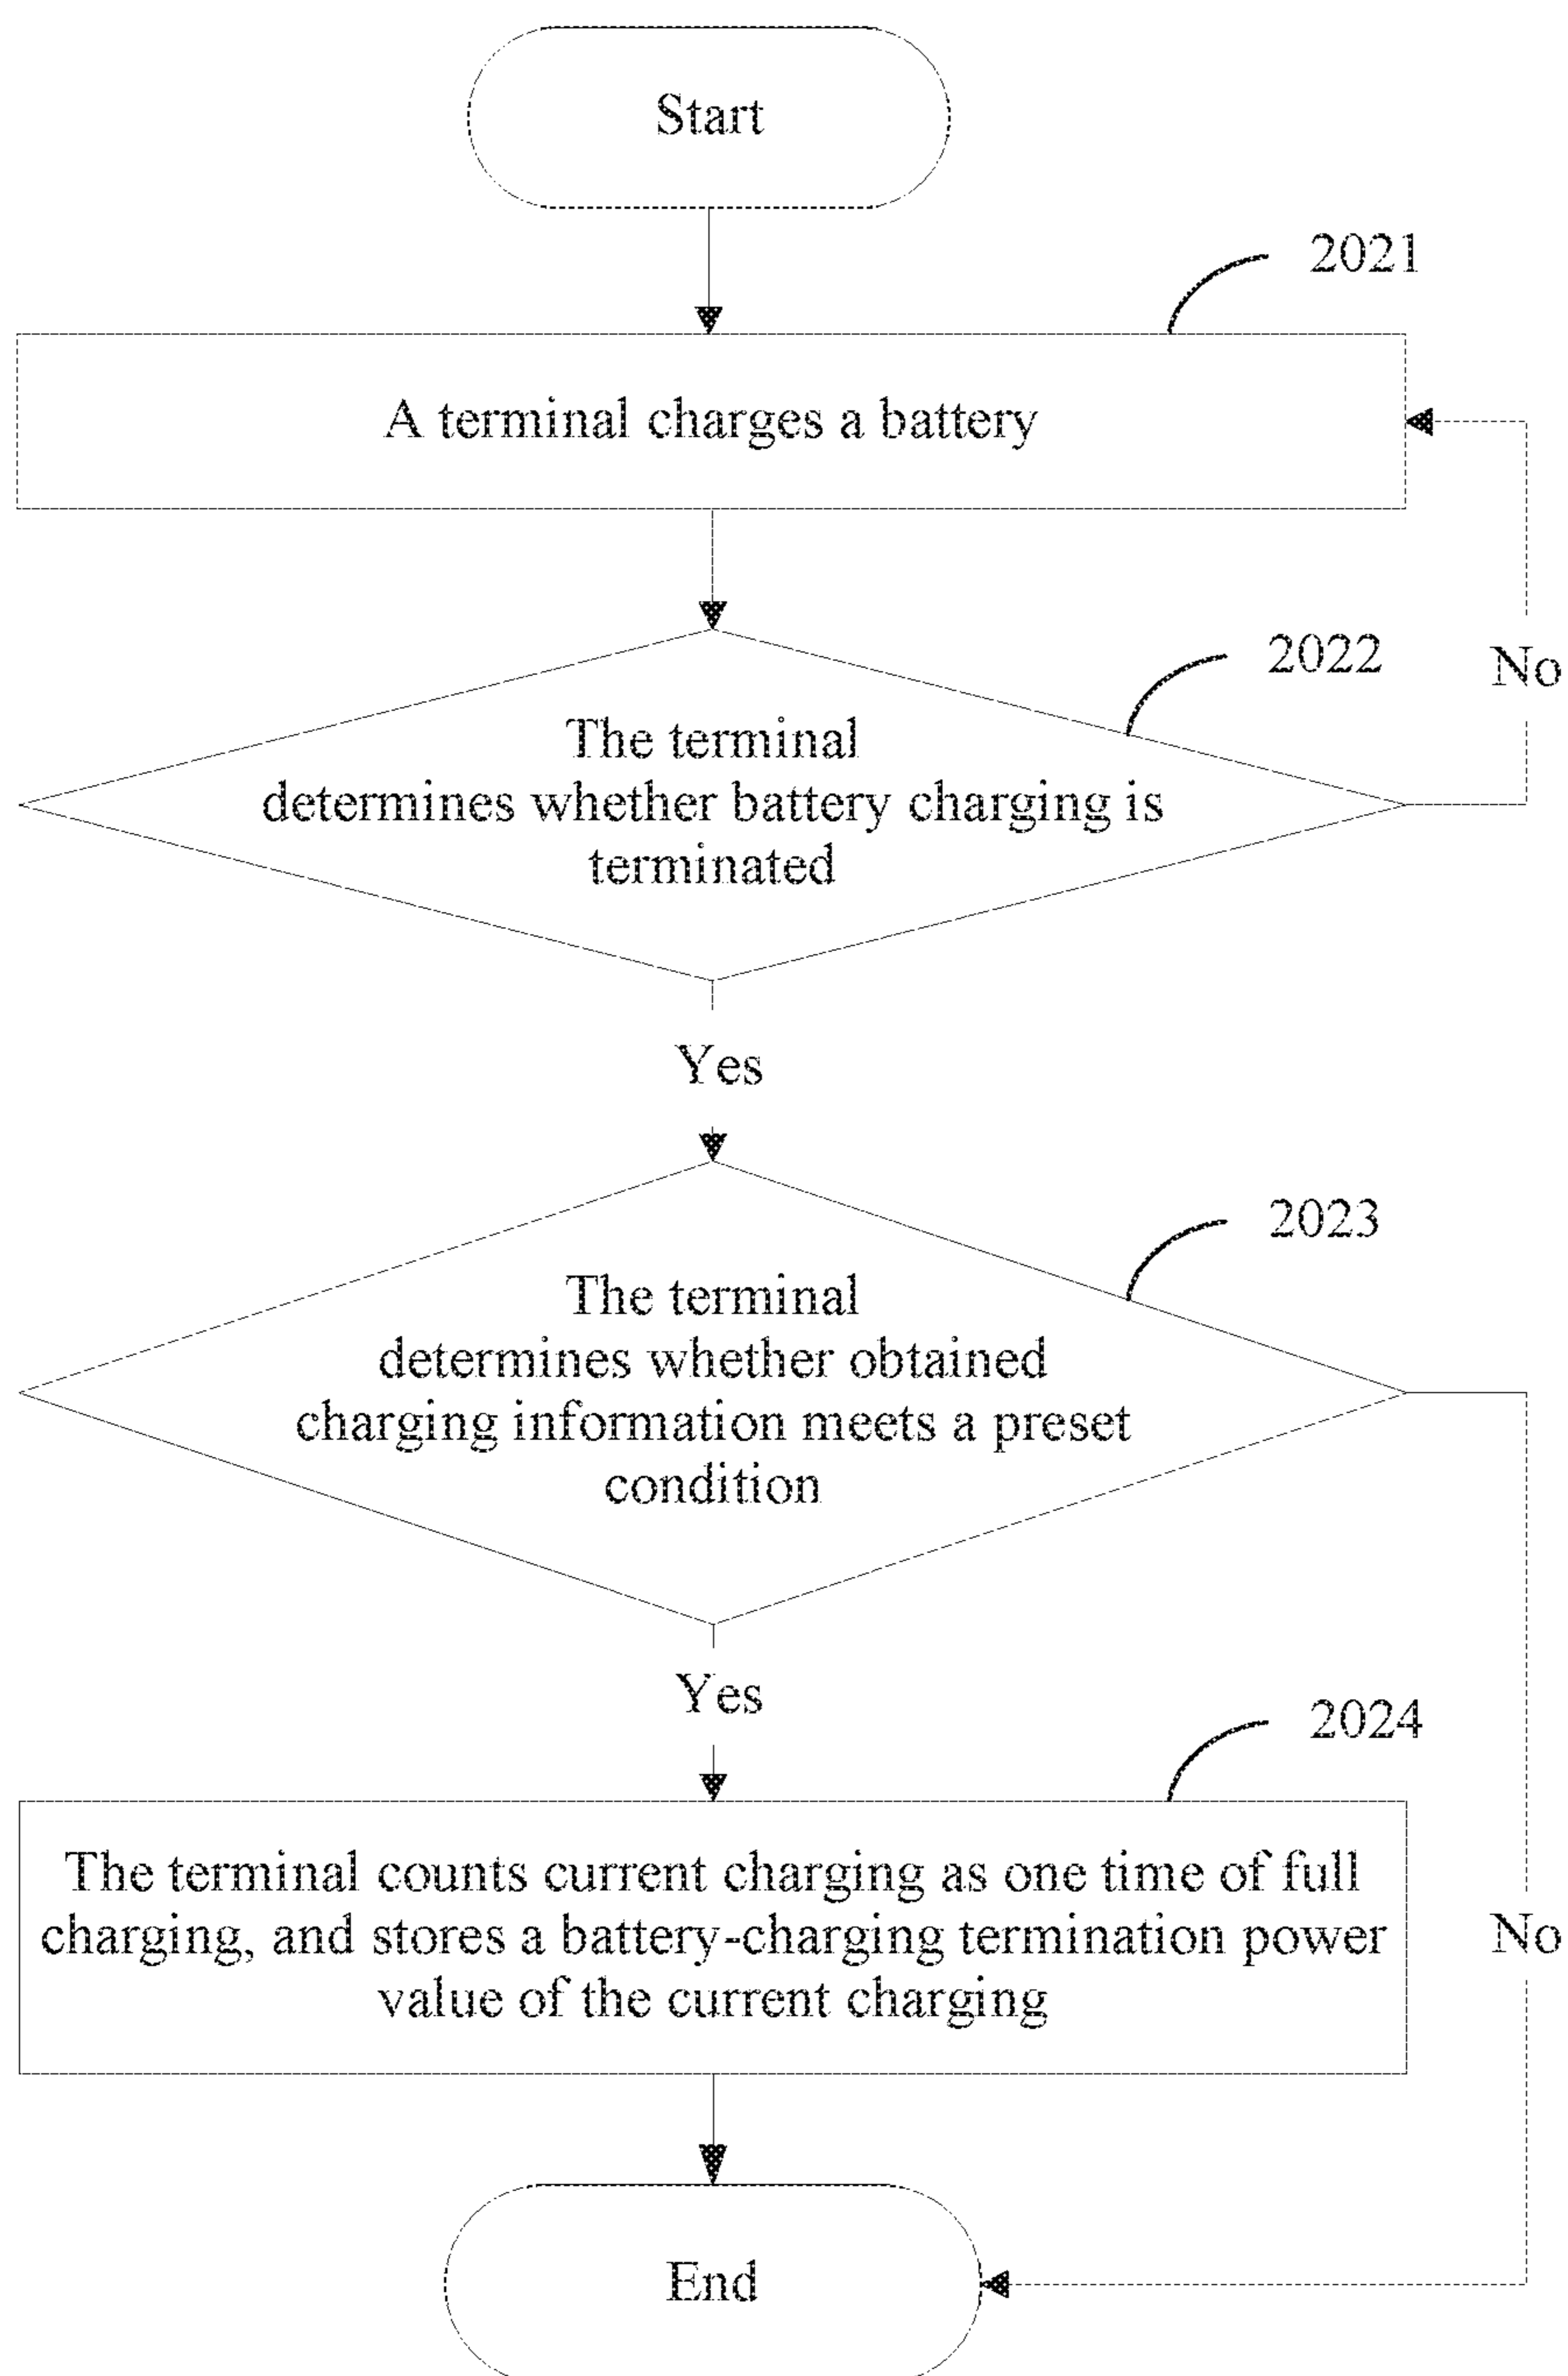 Start
2021
A terminal charges a battery
2022
No
The terminal
determines whether battery charging is
terminated
Yes
2023
The terminal
determines whether obtained
charging information meets a preset
condition
Yes
2024
The terminal counts current charging as one time of full
charging, and stores a battery-charging termination power
value of the current charging
No
End